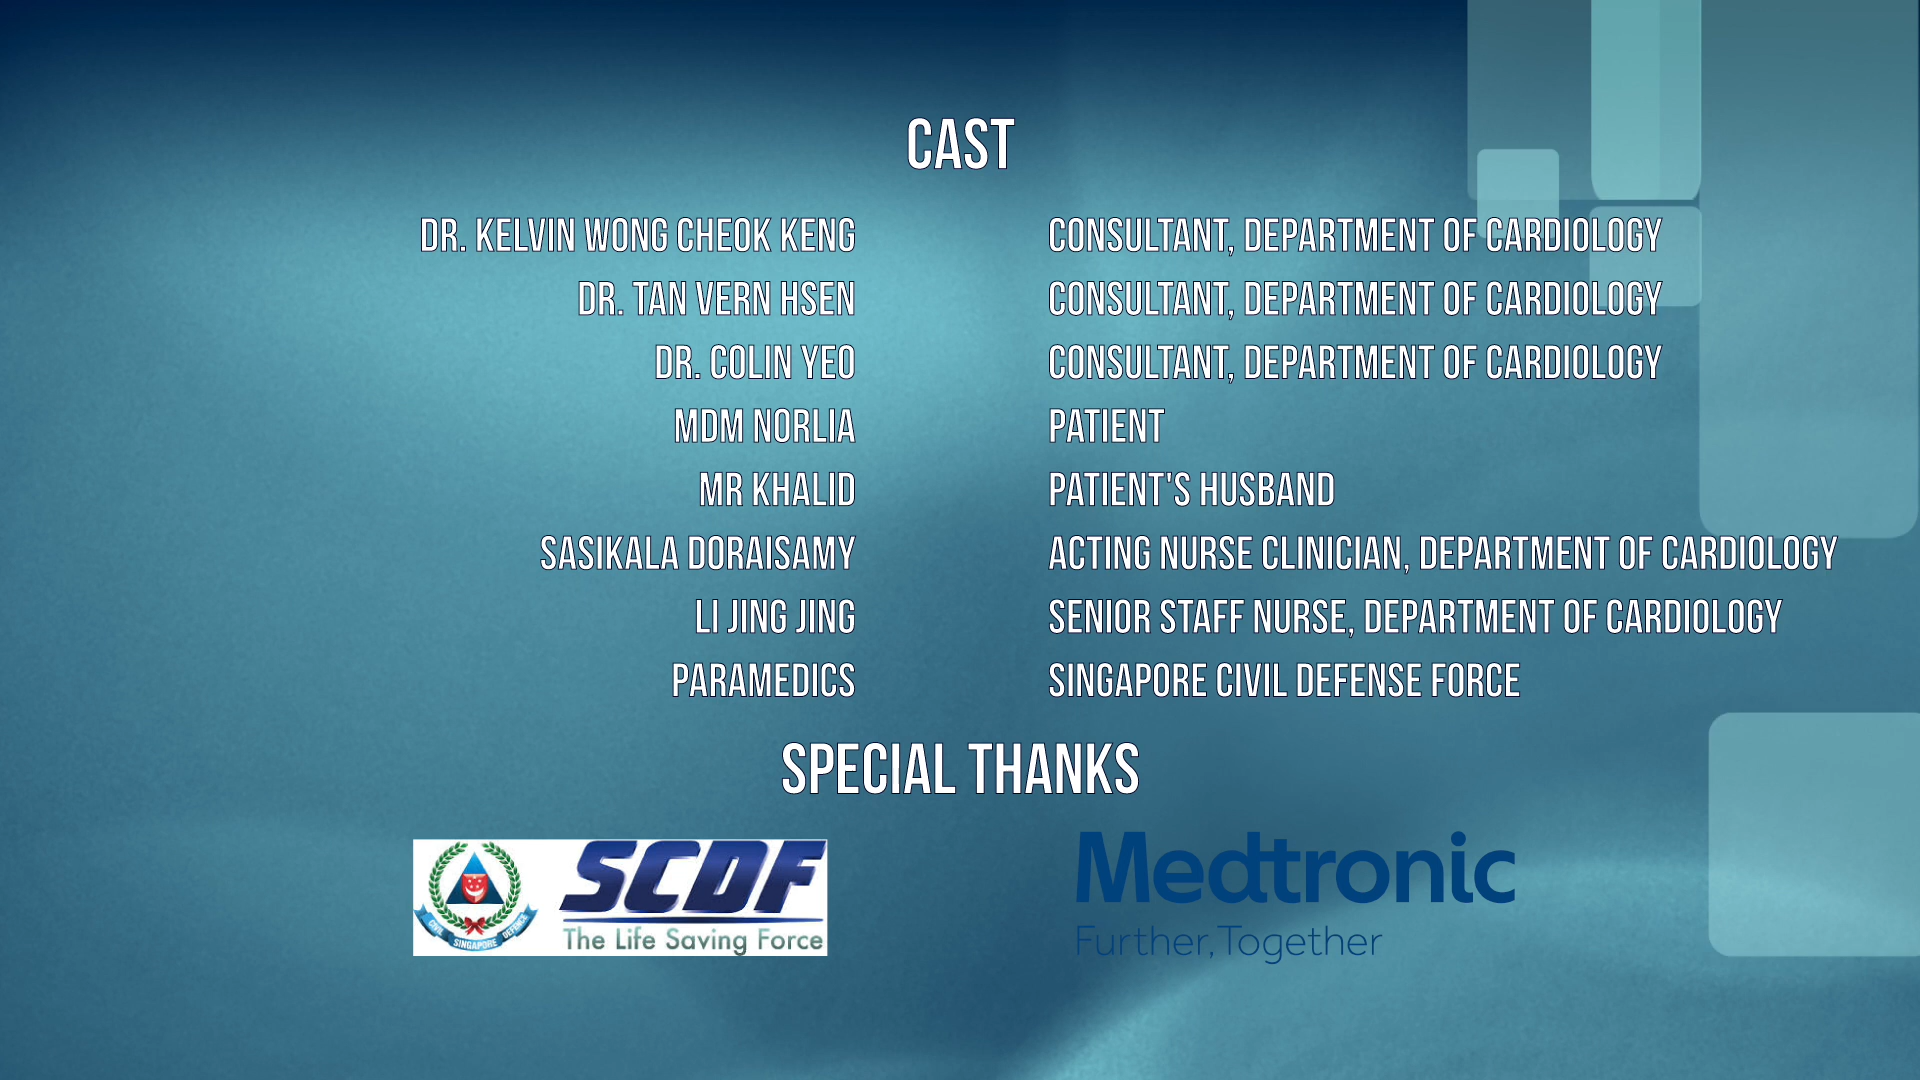 CAST
DR. KELVIN WONG CHEOK KENG CONSULTANT, DEPARTMENT OF CARDIOLOGY
DR. TAN VERN HSEN CONSULTANT, DEPARTMENT OF CARDIOLOGY
DR. COLIN YEO CONSULTANT, DEPARTMENT OF CARDIOLOGY
MDM NORLIA PATIENT
MR KHALID PATIENT'S HUSBAND
SASIKALA DORAISAMY ACTING NURSE CLINICIAN, DEPARTMENT OF CARDIOLOGY
LI JING JING SENIOR STAFF NURSE, DEPARTMENT OF CARDIOLOGY
PARAMEDICS SINGAPORE CIVIL DEFENSE FORCE
SPECIAL THANKS
SCDF
The Life Saving Force
CIVIL SINGAPORE DEFENCE
Medtronic
Further, Together